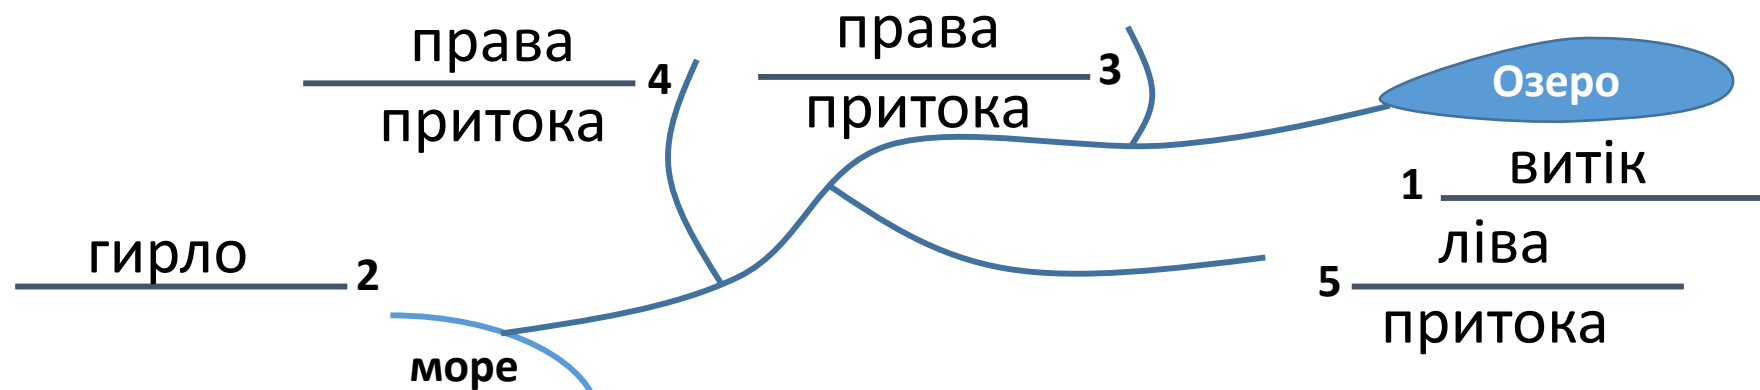 права
4
притока
права
3
притока
Озеро
1
витік
гирло
2
ліва
5
притока
море